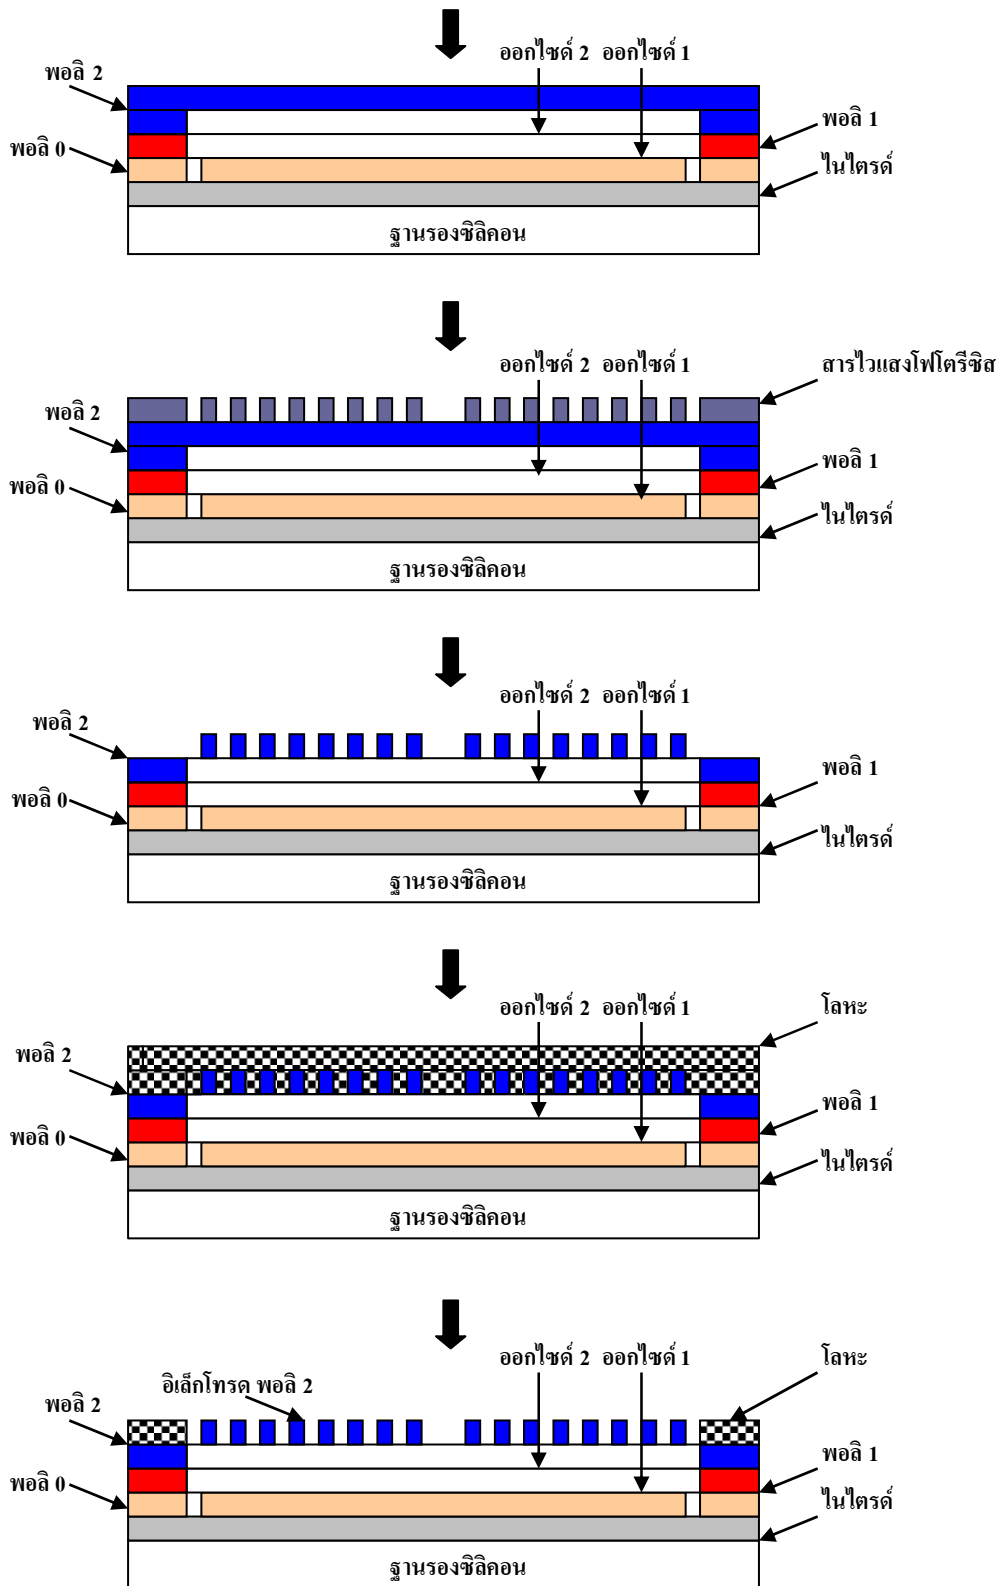 ออกไซด์ 2 ออกไซด์ 1
พอลิ 2
พอลิ 1
พอลิ 0
ไนไตรด์
ฐานรองซิลิคอน
ออกไซด์ 2 ออกไซด์ 1
สารไวแสงโฟโตรีซิส
พอลิ 2
พอลิ 1
พอลิ 0
ไนไตรด์
ฐานรองซิลิคอน
ออกไซด์ 2 ออกไซด์ 1
พอลิ 2
พอลิ 1
พอลิ 0
ไนไตรด์
ฐานรองซิลิคอน
ออกไซด์ 2 ออกไซด์ 1
โลหะ
พอลิ 2
พอลิ 1
พอลิ 0
ไนไตรด์
ฐานรองซิลิคอน
ออกไซด์ 2 ออกไซด์ 1
โลหะ
อิเล็กโทรด พอลิ 2
พอลิ 2
พอลิ 1
พอลิ 0
ไนไตรด์
ฐานรองซิลิคอน